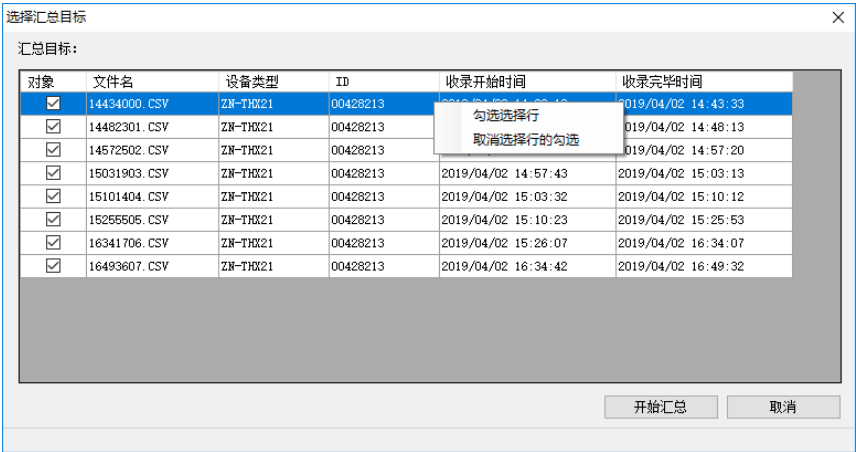 选择汇总目标
汇总目标：
对象 文件名 设备类型 ID 收录开始时间 收录完毕时间
14434000.CSV ZN-THX21 00428213 2019/04/02 14:43:33
勾选选择行
14482301.CSV ZN-THX21 00428213 2019/04/02 14:48:13
取消选择行的勾选
14572502.CSV ZN-THX21 00428213 2019/04/02 14:57:20
15031903.CSV ZN-THX21 00428213 2019/04/02 14:57:43 2019/04/02 15:03:13
15101404.CSV ZN-THX21 00428213 2019/04/02 15:03:32 2019/04/02 15:10:12
15255505.CSV ZN-THX21 00428213 2019/04/02 15:10:23 2019/04/02 15:25:53
16341706.CSV ZN-THX21 00428213 2019/04/02 15:26:07 2019/04/02 16:34:07
16493607.CSV ZN-THX21 00428213 2019/04/02 16:34:42 2019/04/02 16:49:32
开始汇总 取消